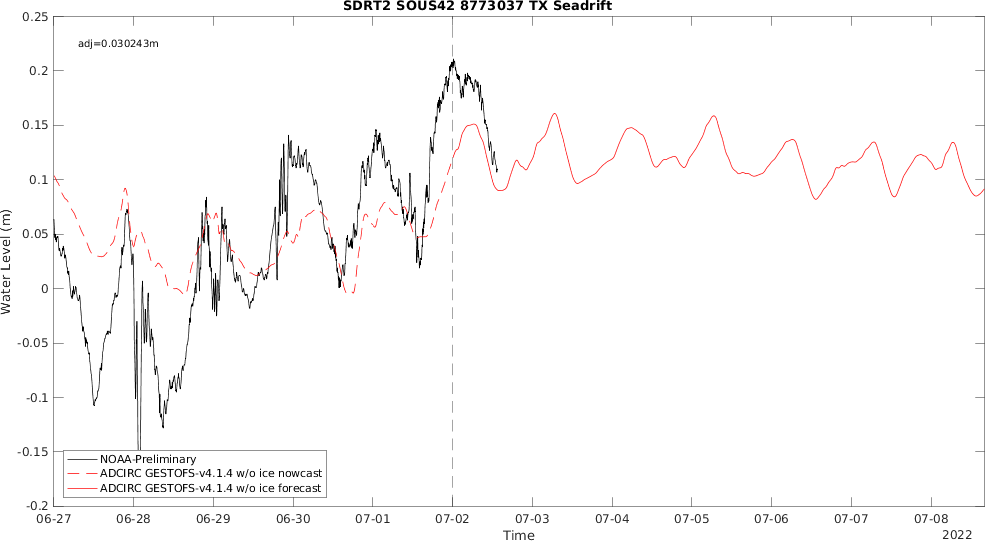 SDRT2 SOUS42 8773037 TX Seadrift
adj=0.030243m
0.25
0.2
0.15
0.1
0.05
0
-0.05
-0.1
-0.15
-0.2
Water Level (m)
NOAA-Preliminary
ADCIRC GESTOFS-v4.1.4 w/o ice nowcast
ADCIRC GESTOFS-v4.1.4 w/o ice forecast
06-27 06-28 06-29 06-30 07-01 07-02 07-03 07-04 07-05 07-06 07-07 07-08
Time
2022